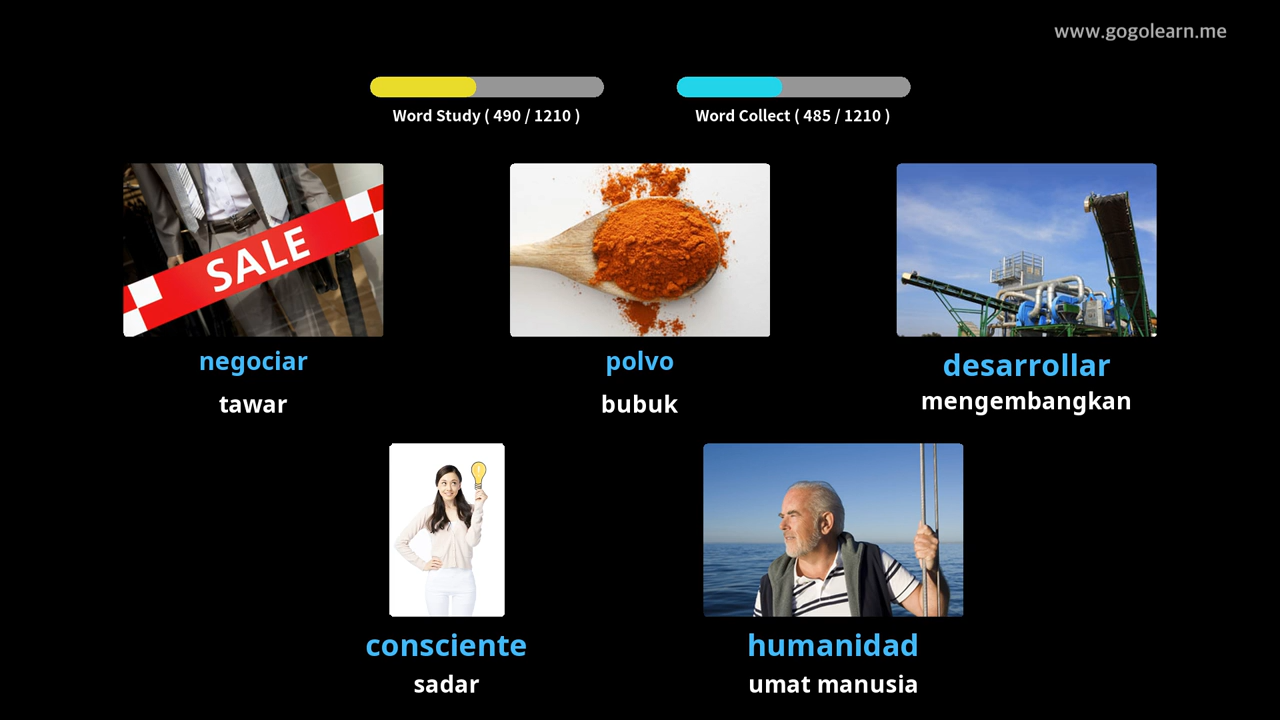 www.gogolearn.me
Word Study ( 490 / 1210 )
Word Collect ( 485 / 1210 )
SALE
negociar
tawar
polvo
bubuk
desarrollar
mengembangkan
consciente
sadar
humanidad
umat manusia